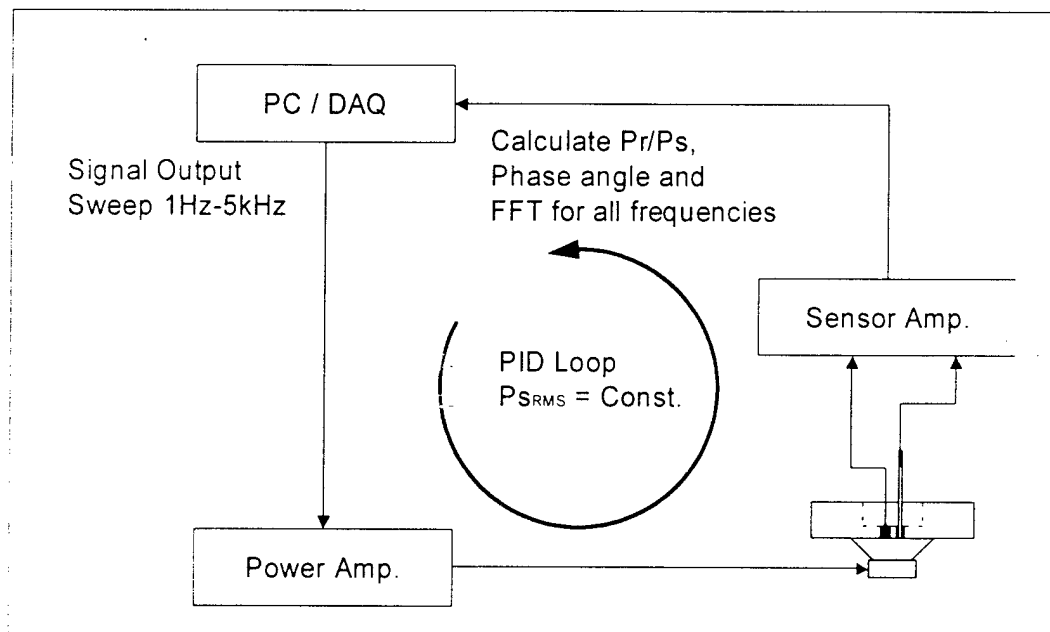 PC / DAQ
Signal Output
Sweep 1Hz-5kHz
Calculate Pr/Ps,
Phase angle and
FFT for all frequencies
Sensor Amp.
PID Loop
PsRMS = Const.
Power Amp.